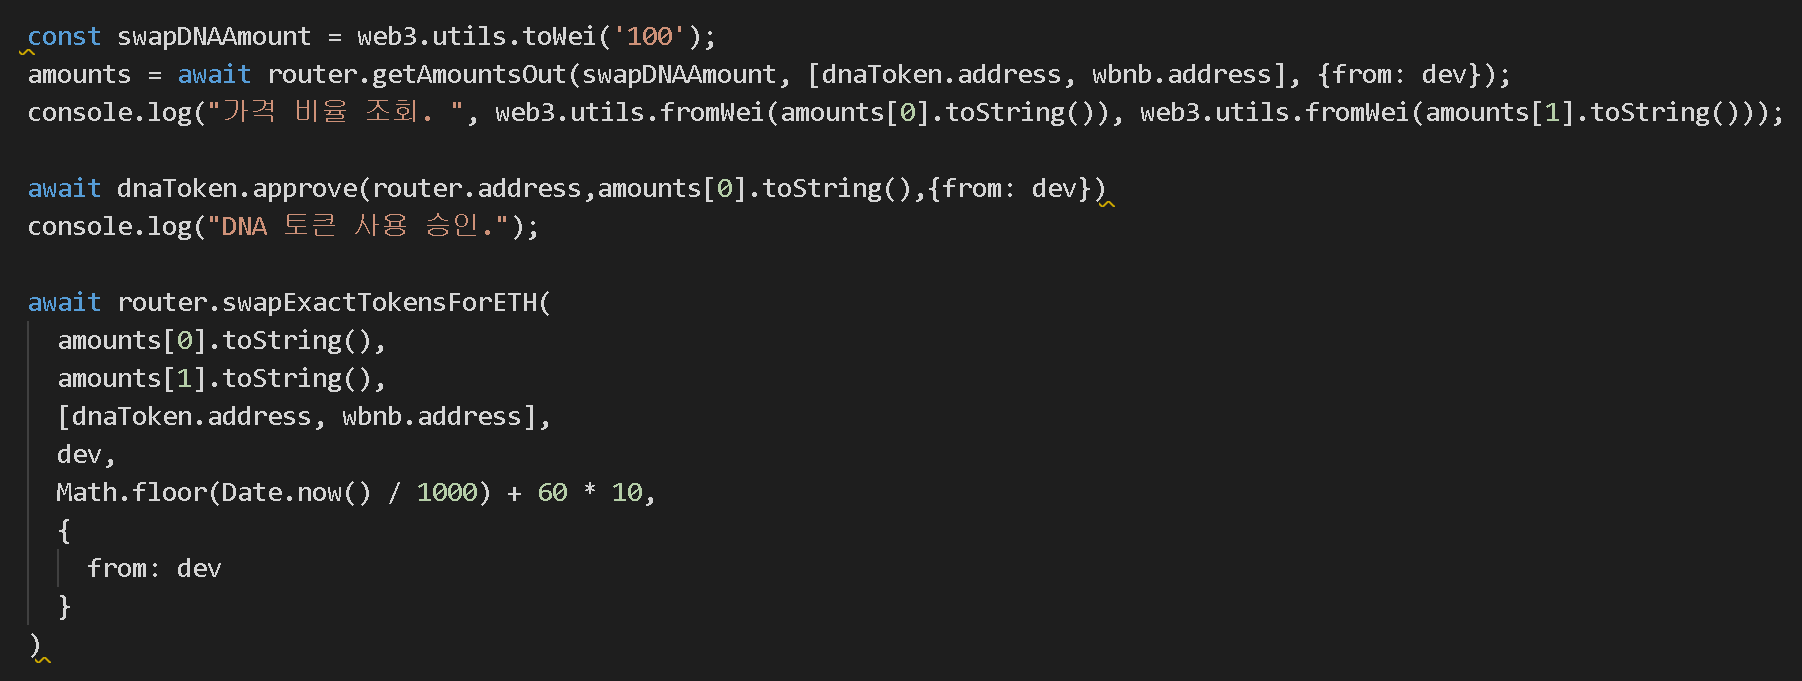 const swapDNAAmount = web3.utils.toWei('100');
amounts = await router.getAmountsOut(swapDNAAmount, [dnaToken.address, wbnb.address], {from: dev});
console.log("가격 비율 조회. ", web3.utils.fromWei(amounts[0].toString()), web3.utils.fromWei(amounts[1].toString()));
await dnaToken.approve(router.address,amounts[0].toString(),{from: dev})
console.log("DNA 토큰 사용 승인.");
await router.swapExactTokensForETH(
amounts[0].toString(),
amounts[1].toString(),
[dnaToken.address, wbnb.address],
dev,
Math.floor(Date.now() / 1000) + 60 * 10,
{
from: dev
}
)